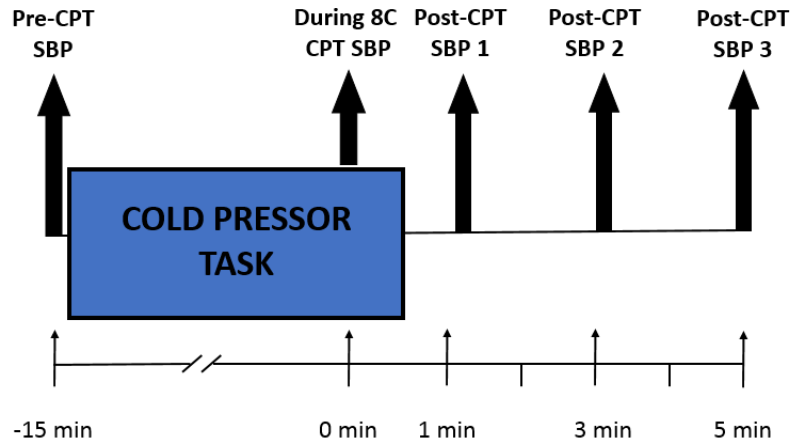 Pre-CPT
SBP
During 8C
CPT SBP
Post-CPT
SBP 1
Post-CPT
SBP 2
Post-CPT
SBP 3
COLD PRESSOR
TASK
-15 min
0 min
1 min
3 min
5 min